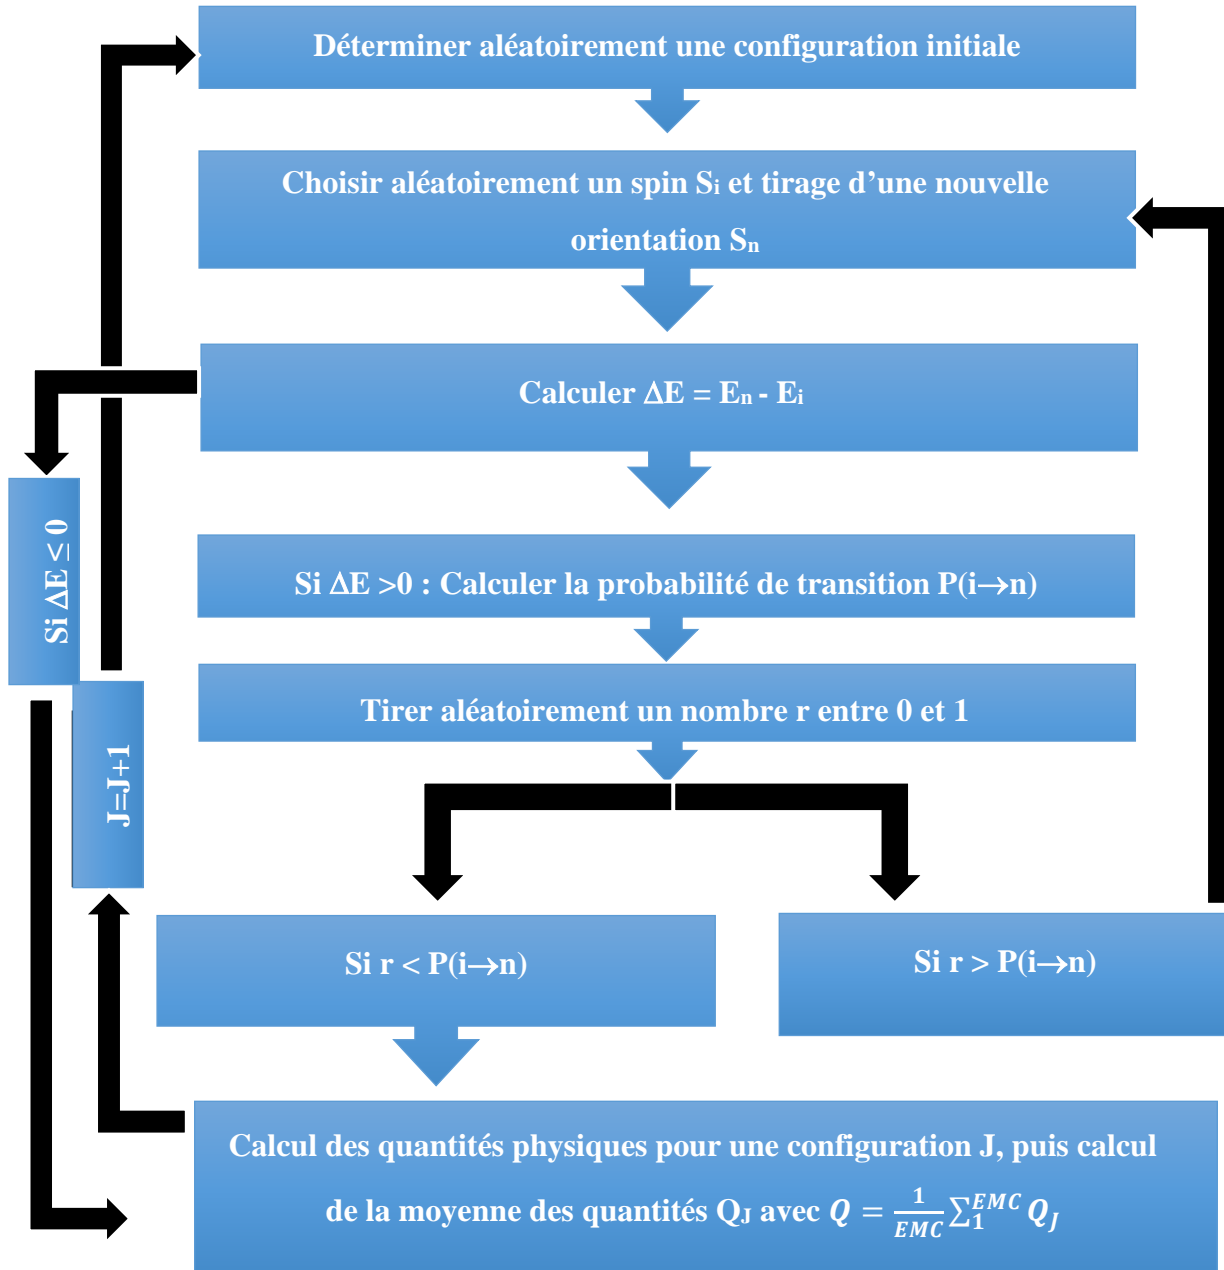 Déterminer aléatoirement une configuration initiale
Choisir aléatoirement un spin Sᵢ et tirage d’une nouvelle
orientation Sₙ
Calculer ΔE = Eₙ - Eᵢ
Si ΔE ≤ 0
Si ΔE >0 : Calculer la probabilité de transition P(i→n)
Tirer aléatoirement un nombre r entre 0 et 1
J=J+1
Si r < P(i→n)
Si r > P(i→n)
Calcul des quantités physiques pour une configuration J, puis calcul
de la moyenne des quantités Q_J avec Q = \frac{1}{EMC} \sum_{1}^{EMC} Q_J